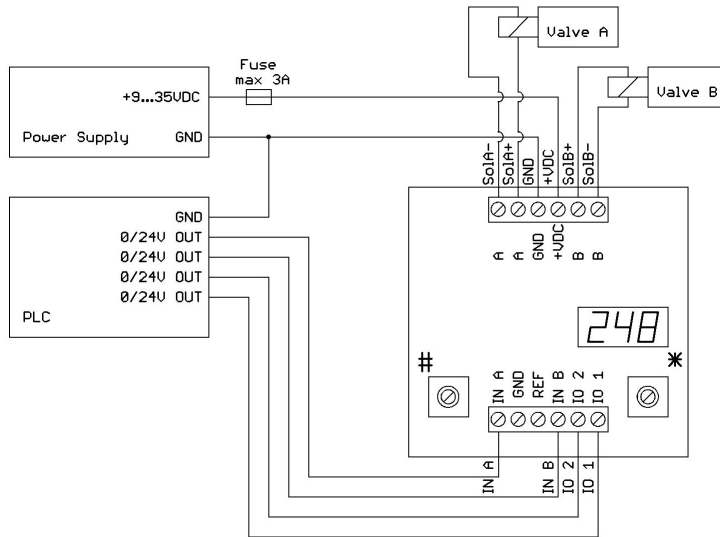 Valve A
Valve B
Fuse
max 3A
+9...35VDC
Power Supply
GND
SolA-
SolA+
GND
+VDC
SolB+
SolB-
A
A
GND
+VDC
B
B
GND
0/24V OUT
0/24V OUT
0/24V OUT
0/24V OUT
PLC
248
#
*
IN A
GND
REF
IN B
IO 2
IO 1
IN A
IN B
IO 2
IO 1